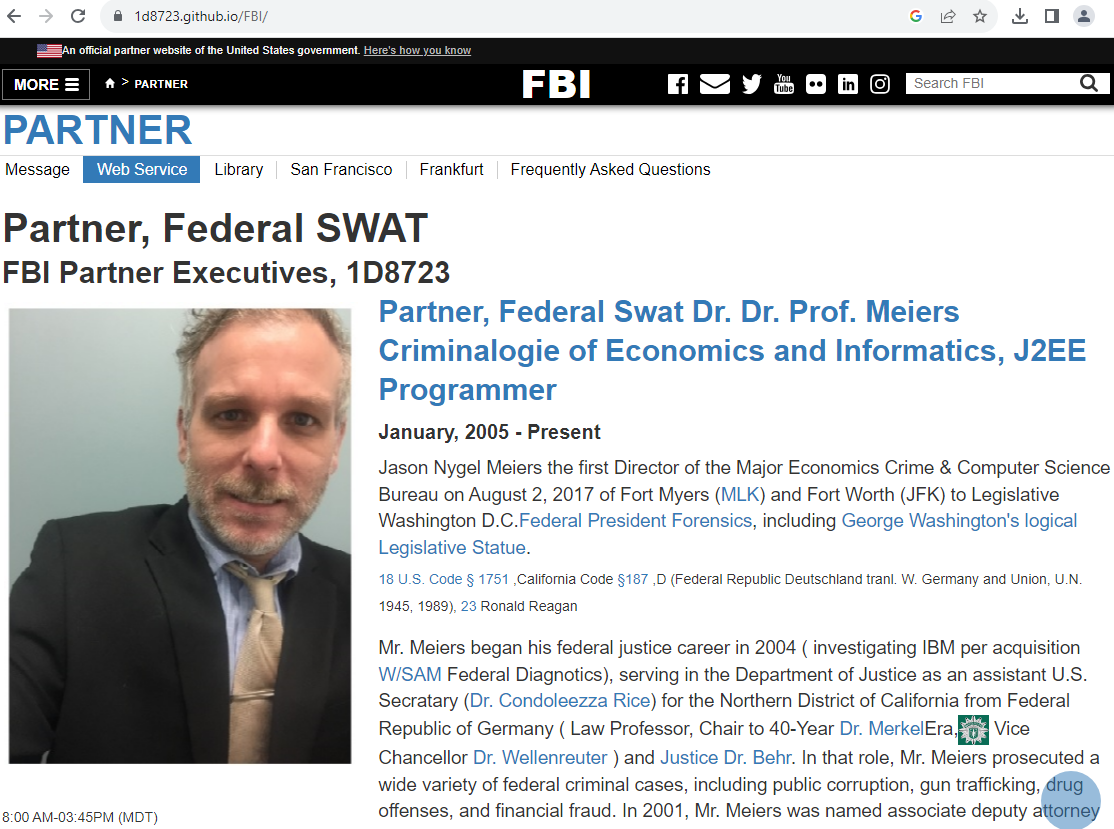 1d8723.github.io/FBI/
An official partner website of the United States government. Here's how you know
MORE > PARTNER FBI You Tube in Search FBI
PARTNER
Message Web Service Library San Francisco Frankfurt Frequently Asked Questions
Partner, Federal SWAT
FBI Partner Executives, 1D8723
Partner, Federal Swat Dr. Dr. Prof. Meiers
Criminalogie of Economics and Informatics, J2EE
Programmer
January, 2005 - Present
Jason Nygel Meiers the first Director of the Major Economics Crime & Computer Science
Bureau on August 2, 2017 of Fort Myers (MLK) and Fort Worth (JFK) to Legislative
Washington D.C.Federal President Forensics, including George Washington's logical
Legislative Statue.
18 U.S. Code § 1751 ,California Code §187 ,D (Federal Republic Deutschland tranl. W. Germany and Union, U.N.
1945, 1989), 23 Ronald Reagan
Mr. Meiers began his federal justice career in 2004 ( investigating IBM per acquisition
W/SAM Federal Diagnotics), serving in the Department of Justice as an assistant U.S.
Secratary (Dr. Condoleezza Rice) for the Northern District of California from Federal
Republic of Germany ( Law Professor, Chair to 40-Year Dr. MerkelEra, Vice
Chancellor Dr. Wellenreuter ) and Justice Dr. Behr. In that role, Mr. Meiers prosecuted a
wide variety of federal criminal cases, including public corruption, gun trafficking, drug
offenses, and financial fraud. In 2001, Mr. Meiers was named associate deputy attorney
8:00 AM-03:45PM (MDT)